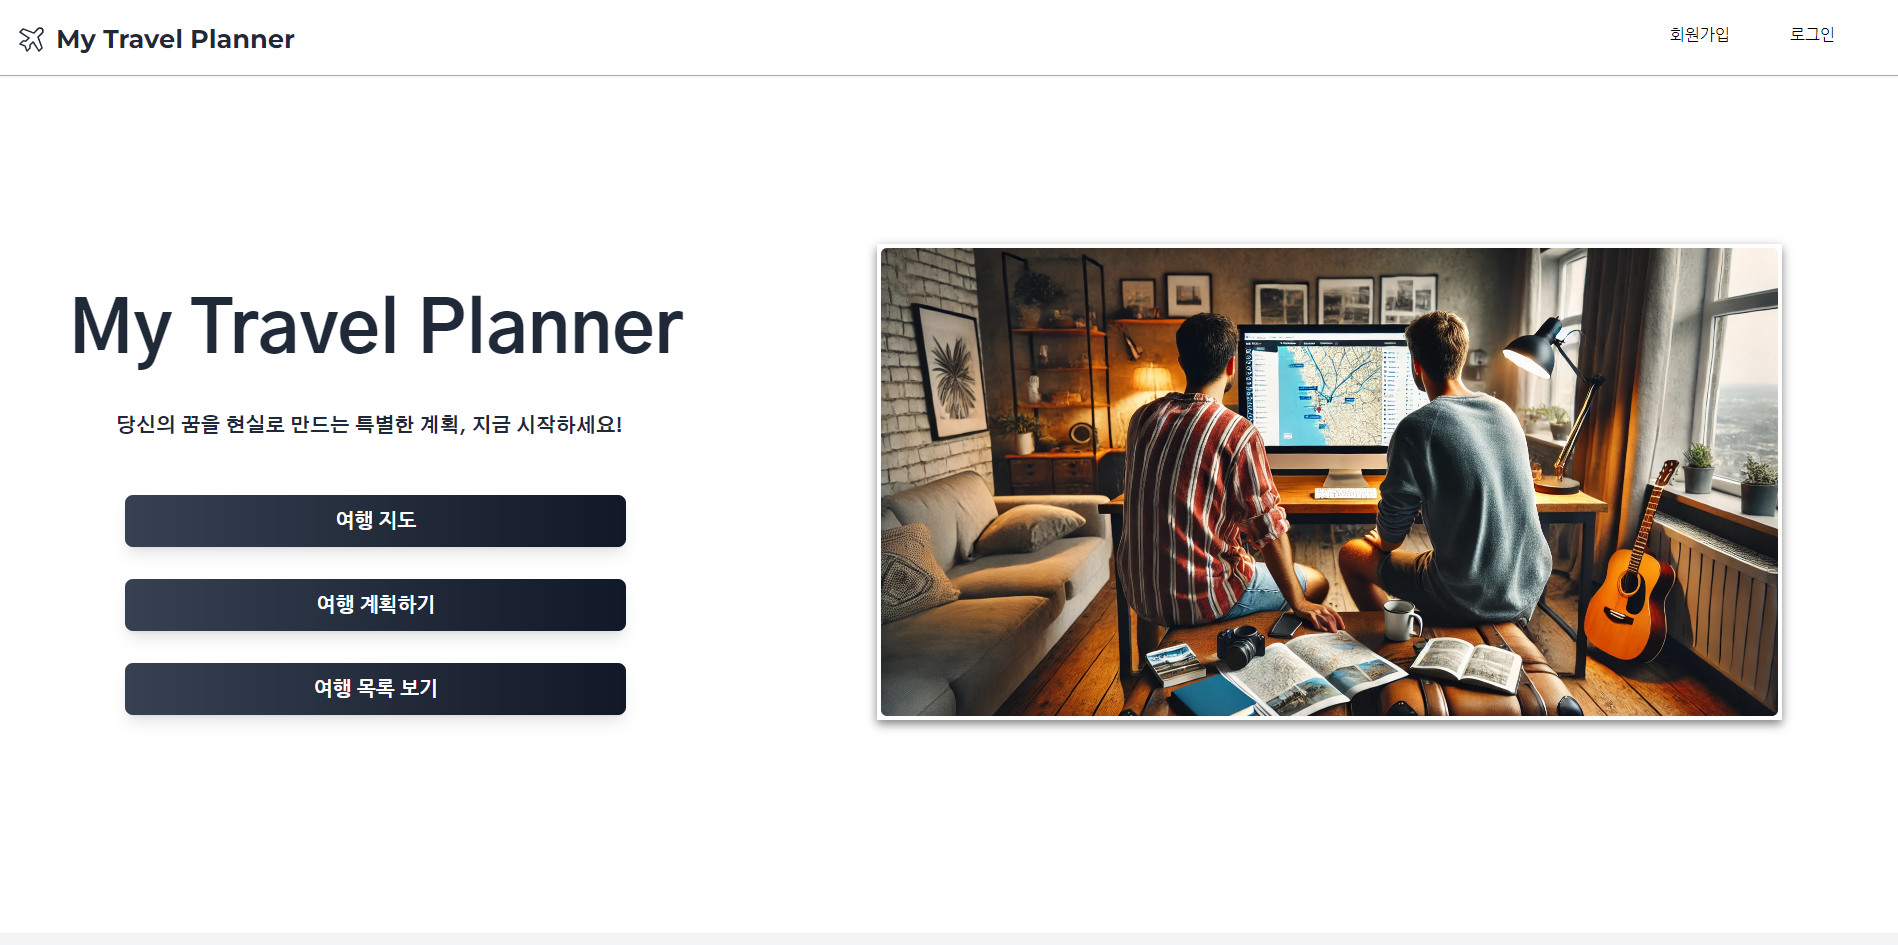 My Travel Planner
회원가입
로그인
My Travel Planner
당신의 꿈을 현실로 만드는 특별한 계획, 지금 시작하세요!
여행 지도
여행 계획하기
여행 목록 보기